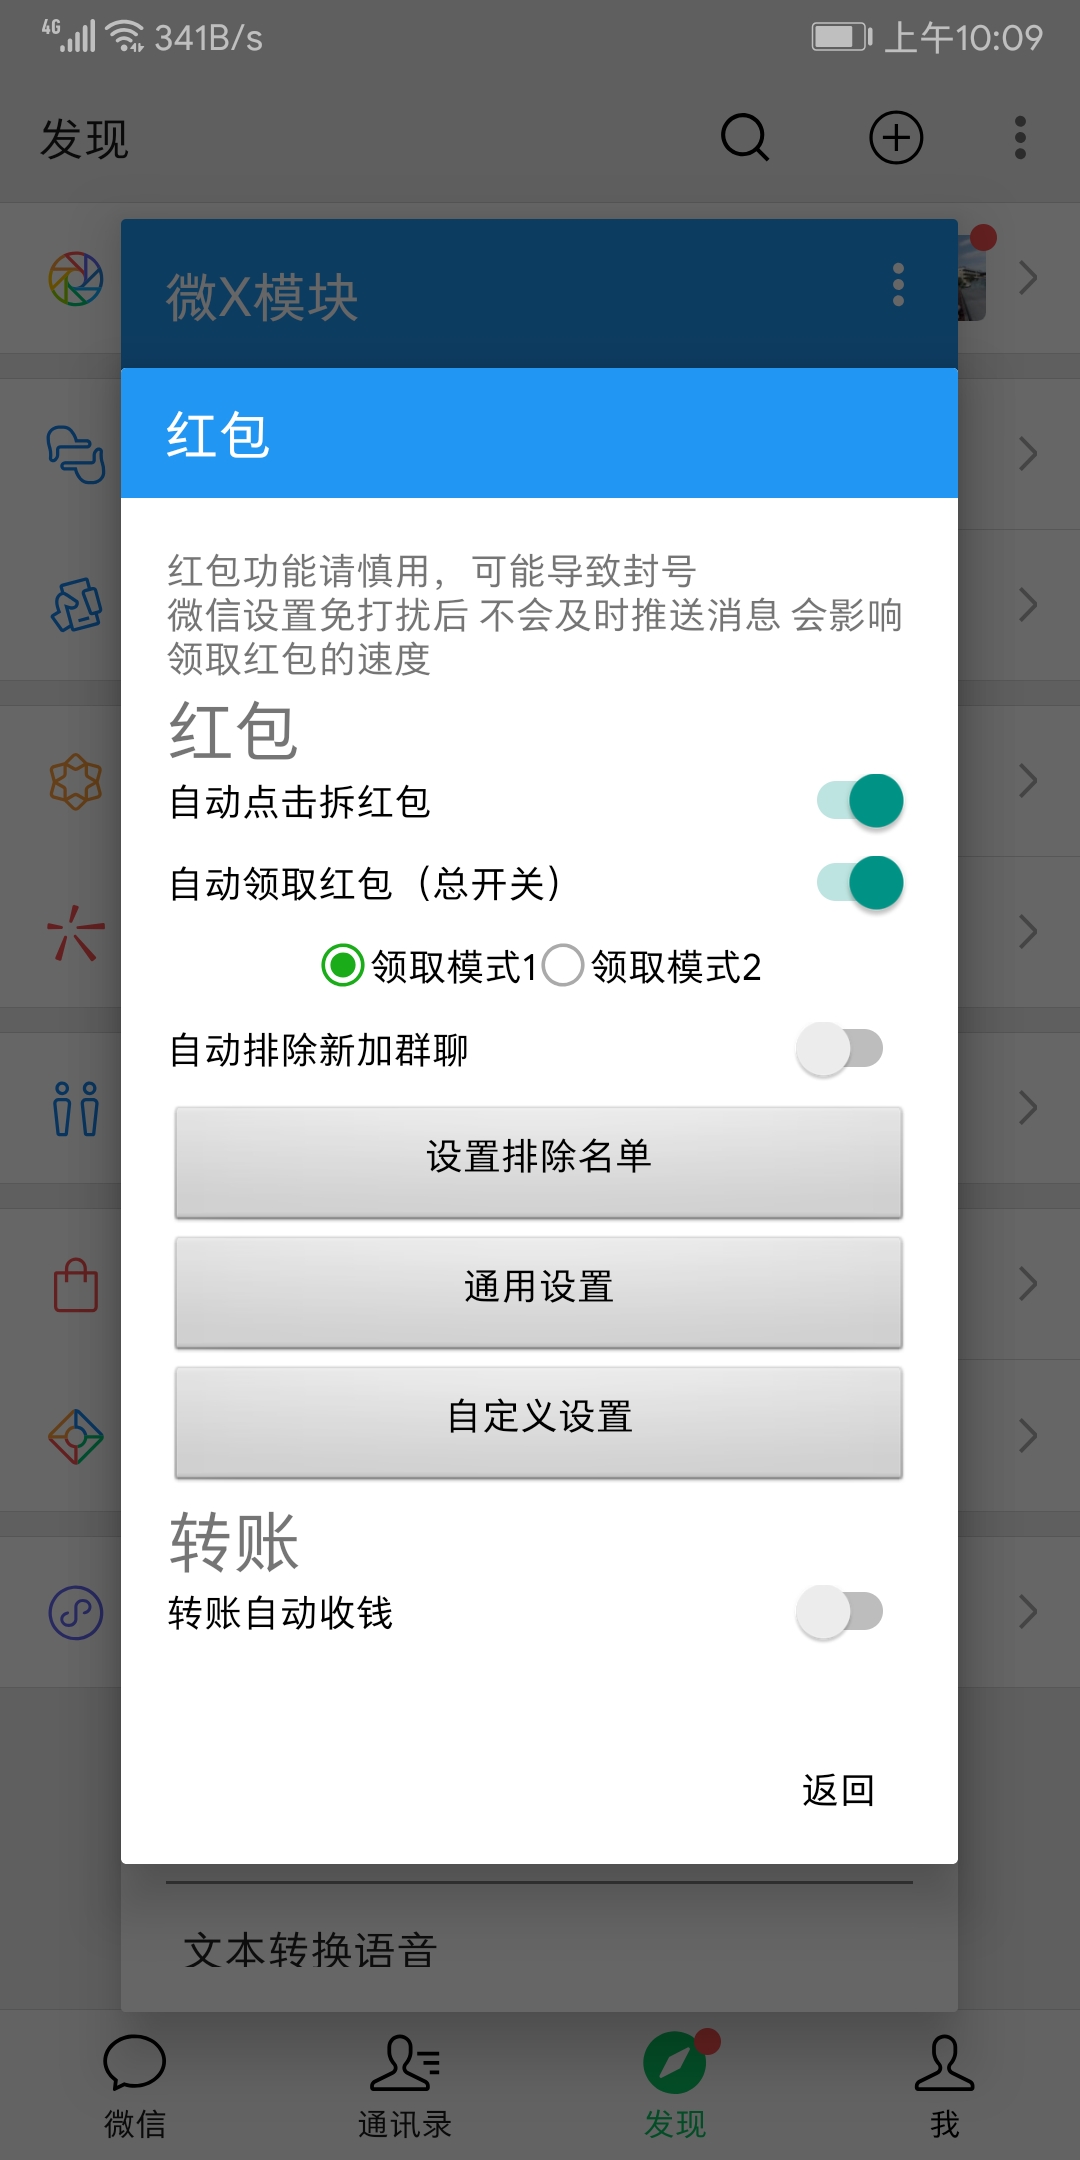 4G 341B/s 上午10:09
发现
微X模块
红包
红包功能请慎用，可能导致封号
微信设置免打扰后 不会及时推送消息 会影响
领取红包的速度
红包
自动点击拆红包
自动领取红包（总开关）
领取模式1 领取模式2
自动排除新加群聊
设置排除名单
通用设置
自定义设置
转账
转账自动收钱
返回
文本转换语音
微信 通讯录 发现 我